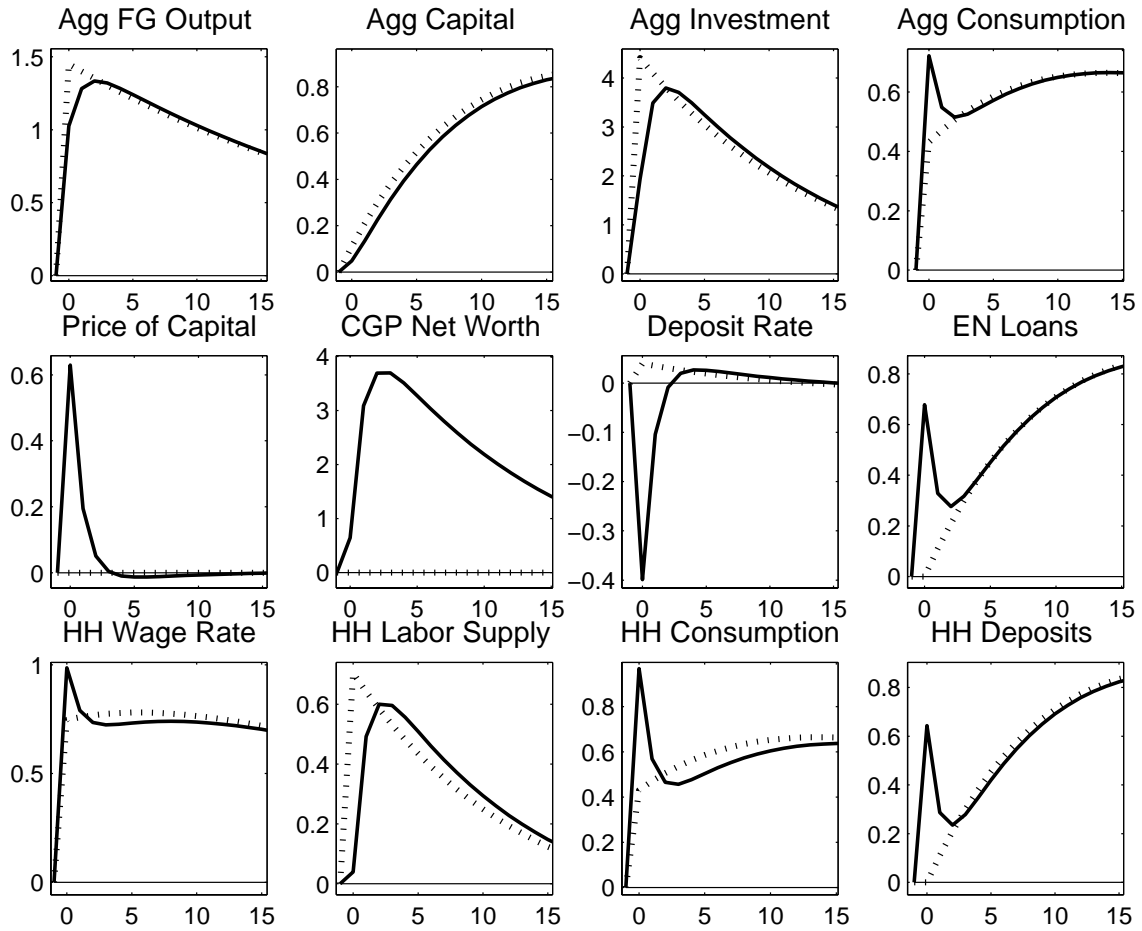 Agg FG Output
Agg Capital
Agg Investment
Agg Consumption
1.5
1
0.5
0
0 5 10 15
0.8
0.6
0.4
0.2
0
0 5 10 15
4
3
2
1
0
0 5 10 15
0.6
0.4
0.2
0
0 5 10 15
Price of Capital
CGP Net Worth
Deposit Rate
EN Loans
0.6
0.4
0.2
0
0 5 10 15
4
3
2
1
0
0 5 10 15
0
−0.1
−0.2
−0.3
−0.4
0 5 10 15
0.8
0.6
0.4
0.2
0
0 5 10 15
HH Wage Rate
HH Labor Supply
HH Consumption
HH Deposits
1
0.5
0
0 5 10 15
0.6
0.4
0.2
0
0 5 10 15
0.8
0.6
0.4
0.2
0
0 5 10 15
0.8
0.6
0.4
0.2
0
0 5 10 15